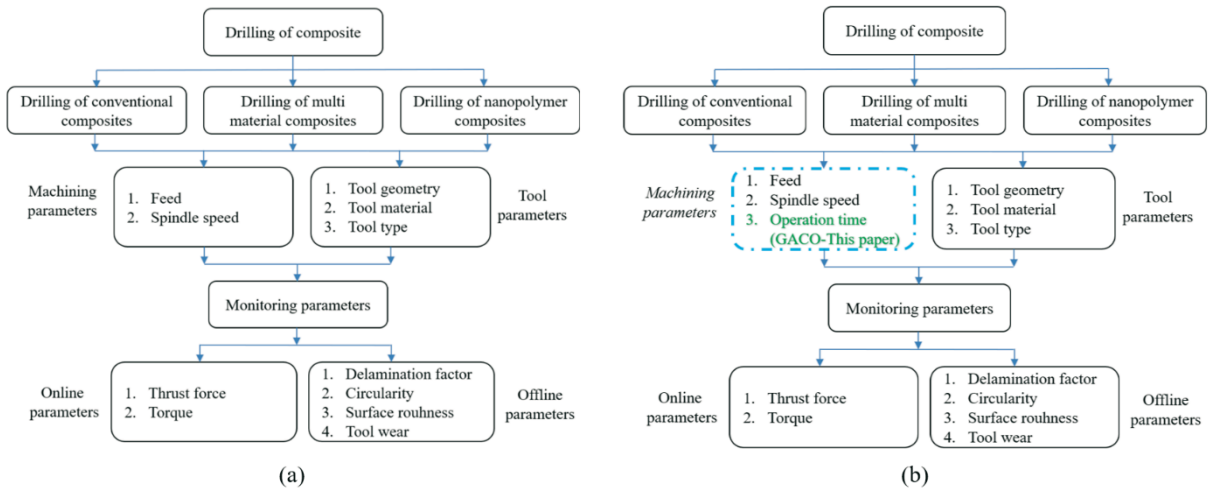 Drilling of composite
Drilling of conventional
composites
Drilling of multi
material composites
Drilling of nanopolymer
composites
Machining
parameters
1. Feed
2. Spindle speed
1. Tool geometry
2. Tool material
3. Tool type
Tool
parameters
Monitoring parameters
Online
parameters
1. Thrust force
2. Torque
1. Delamination factor
2. Circularity
3. Surface rouhness
4. Tool wear
Offline
parameters
(a)
Drilling of composite
Drilling of conventional
composites
Drilling of multi
material composites
Drilling of nanopolymer
composites
Machining
parameters
1. Feed
2. Spindle speed
3. Operation time
(GACO-This paper)
1. Tool geometry
2. Tool material
3. Tool type
Tool
parameters
Monitoring parameters
Online
parameters
1. Thrust force
2. Torque
1. Delamination factor
2. Circularity
3. Surface rouhness
4. Tool wear
Offline
parameters
(b)